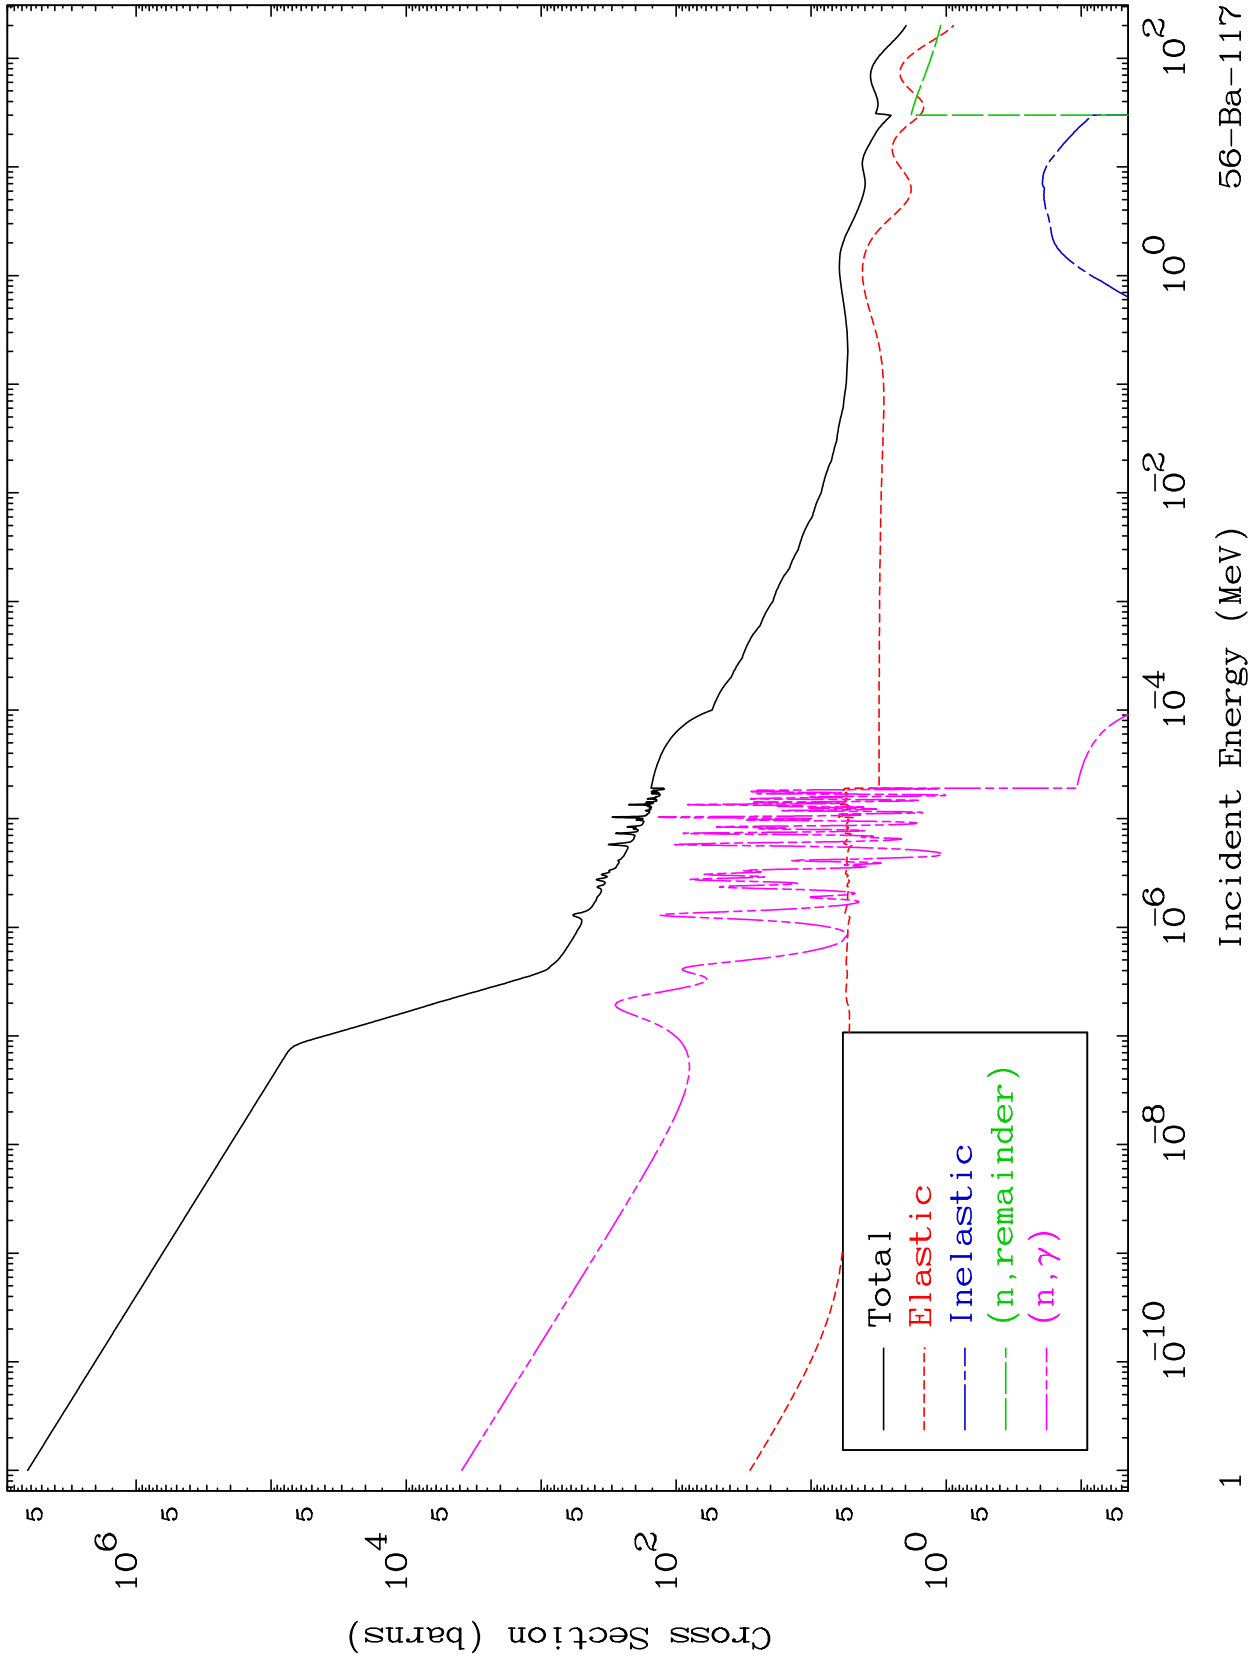 Cross Section (barns)
10^6
10^4
10^2
10^0
5
5
5
5
5
5
5
5
5
Total
Elastic
Inelastic
(n,remainder)
(n,γ)
10^-10
10^-8
10^-6
10^-4
10^-2
10^0
10^2
1
Incident Energy (MeV)
56-Ba-117